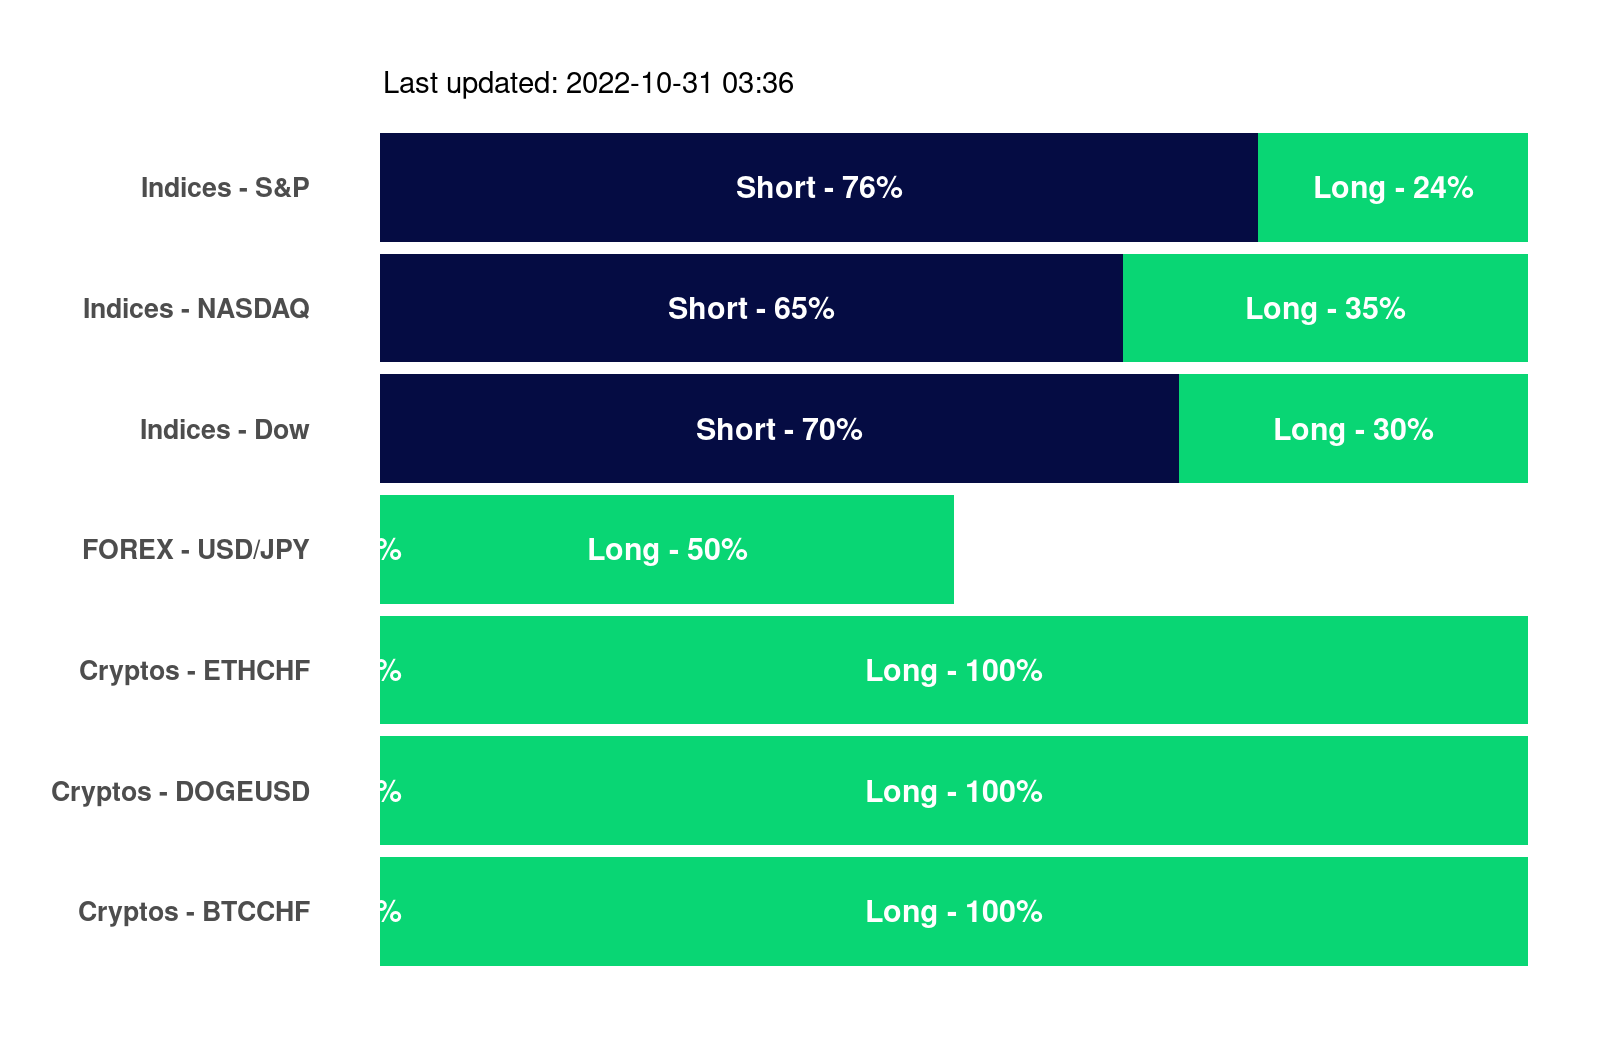 Last updated: 2022-10-31 03:36
Indices - S&P Short - 76% Long - 24%
Indices - NASDAQ Short - 65% Long - 35%
Indices - Dow Short - 70% Long - 30%
FOREX - USD/JPY % Long - 50%
Cryptos - ETHCHF % Long - 100%
Cryptos - DOGEUSD % Long - 100%
Cryptos - BTCCHF % Long - 100%